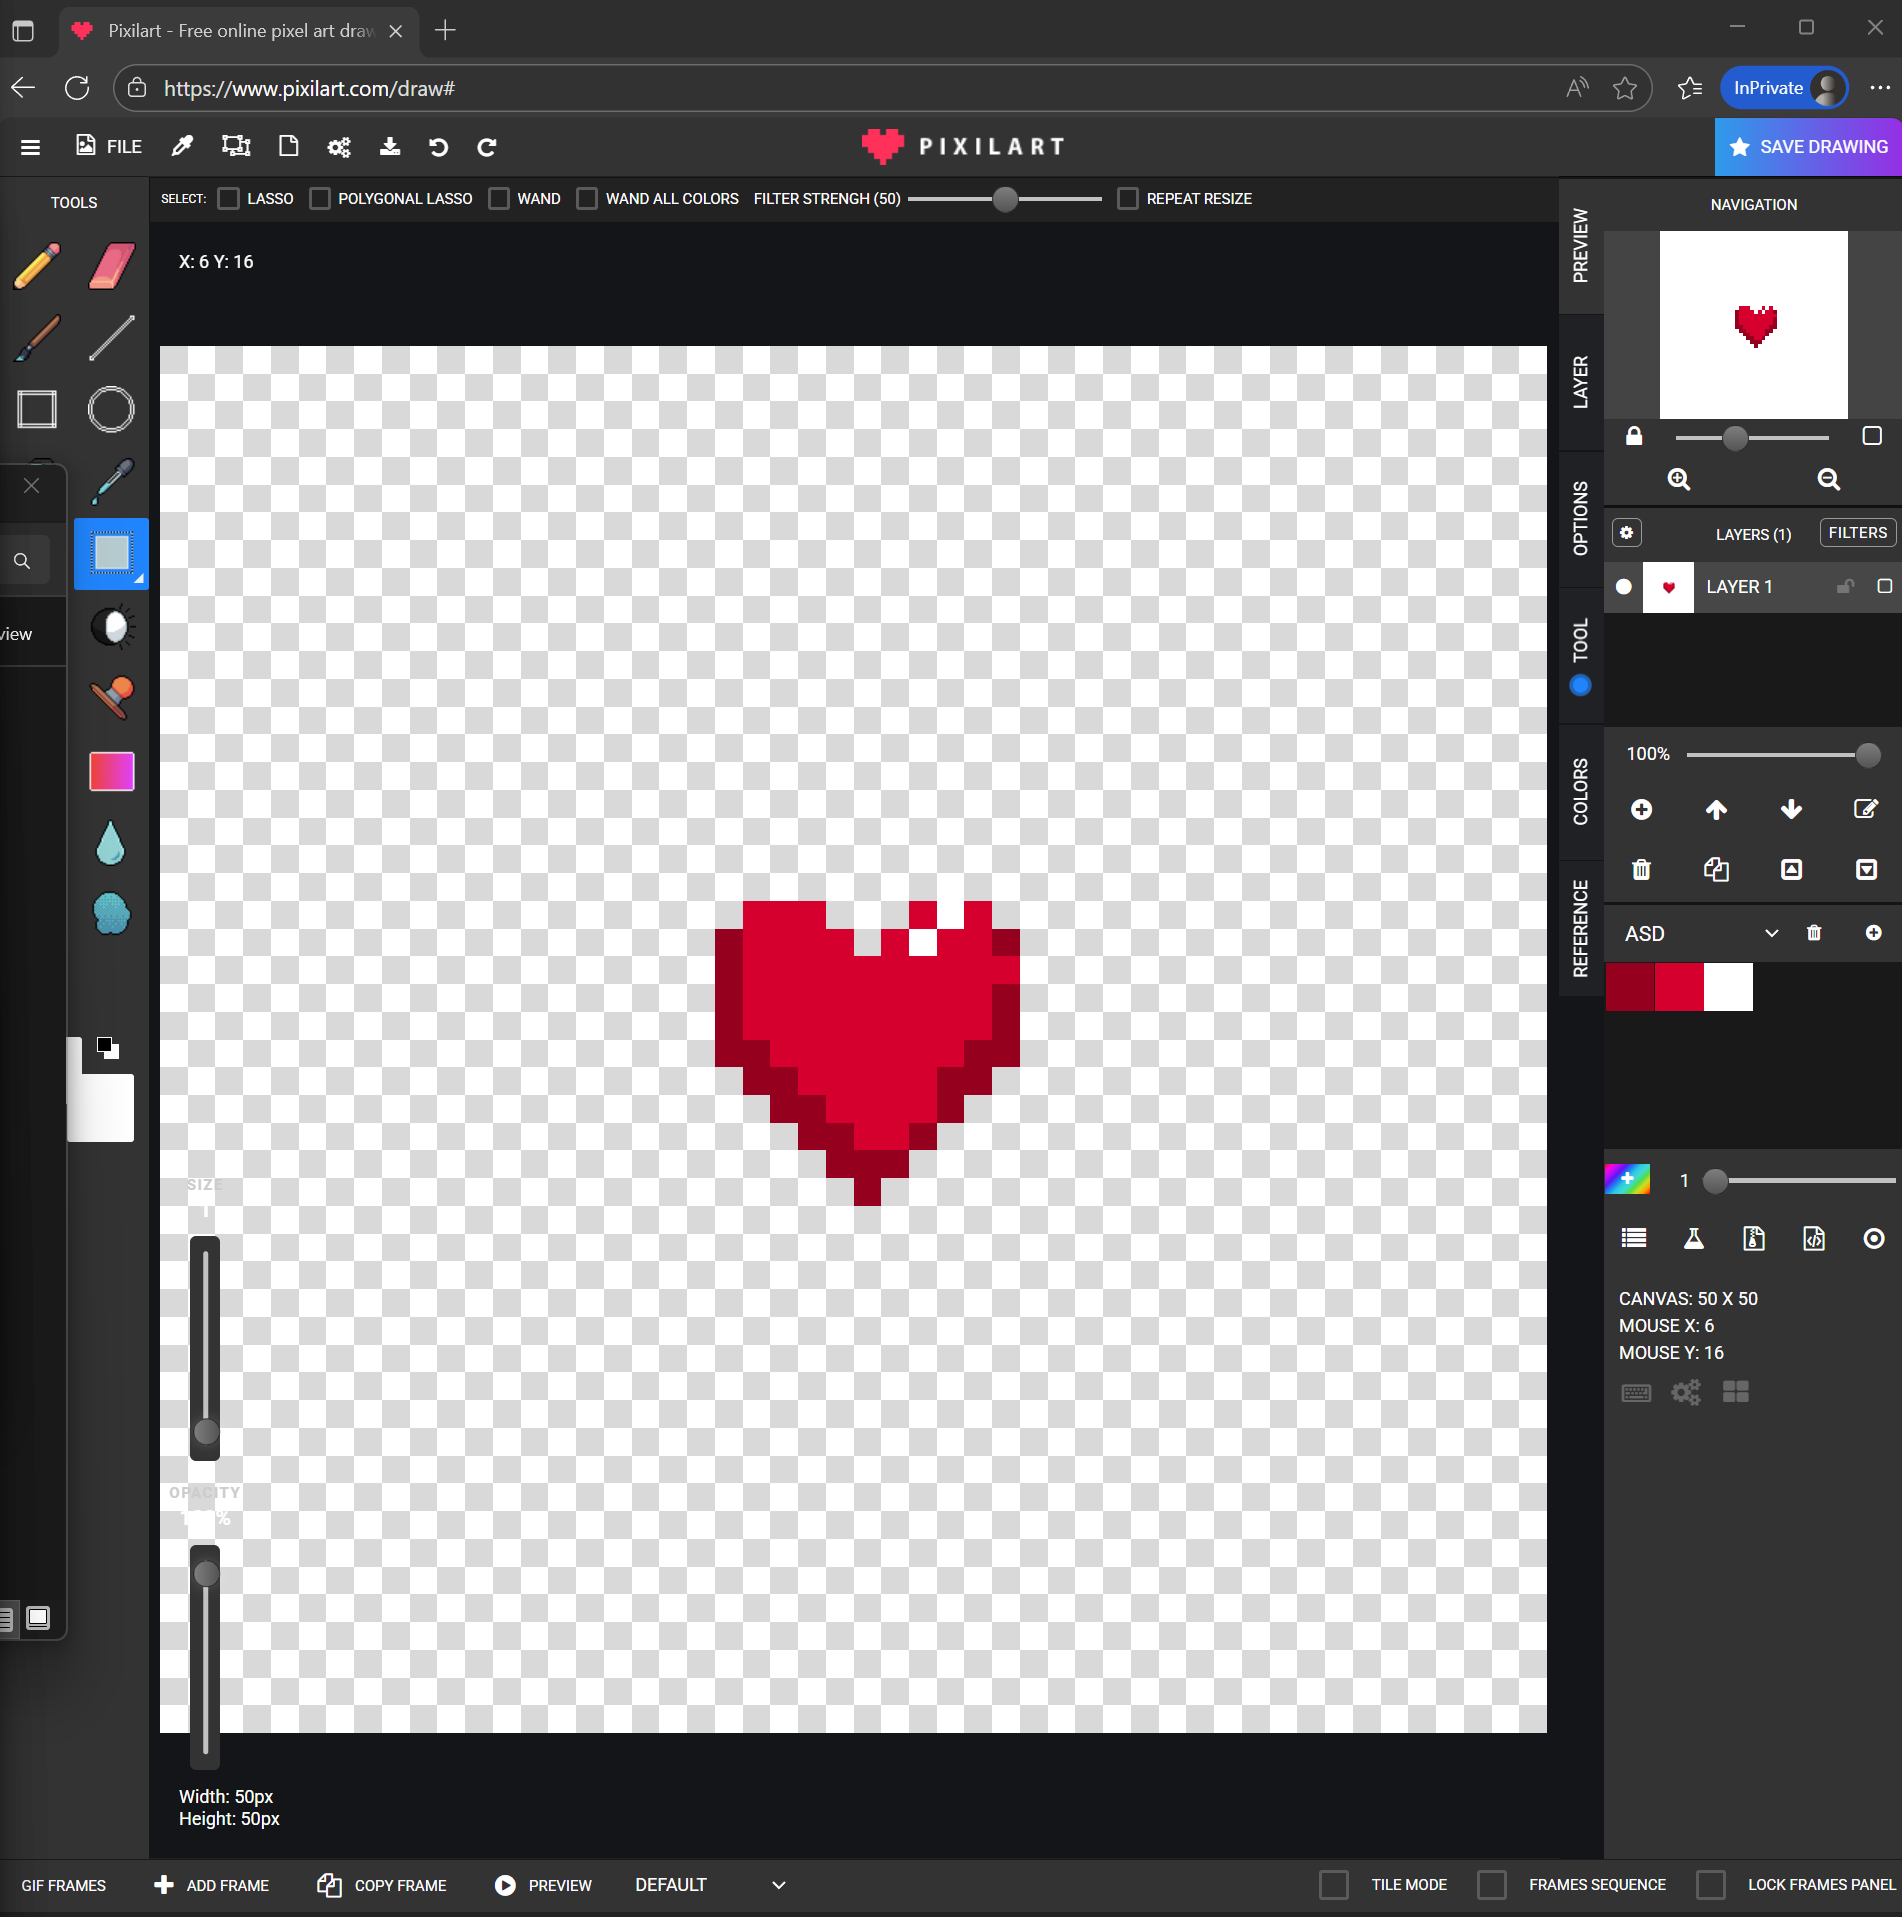 Pixilart - Free online pixel art draw
https://www.pixilart.com/draw#
InPrivate
FILE
PIXILART
SAVE DRAWING
TOOLS
SELECT:
LASSO
POLYGONAL LASSO
WAND
WAND ALL COLORS
FILTER STRENGH (50)
REPEAT RESIZE
X: 6 Y: 16
view
SIZE
1
OPACITY
Width: 50px
Height: 50px
PREVIEW
LAYER
OPTIONS
TOOL
COLORS
REFERENCE
NAVIGATION
LAYERS (1)
FILTERS
LAYER 1
100%
ASD
1
CANVAS: 50 X 50
MOUSE X: 6
MOUSE Y: 16
GIF FRAMES
ADD FRAME
COPY FRAME
PREVIEW
DEFAULT
TILE MODE
FRAMES SEQUENCE
LOCK FRAMES PANEL